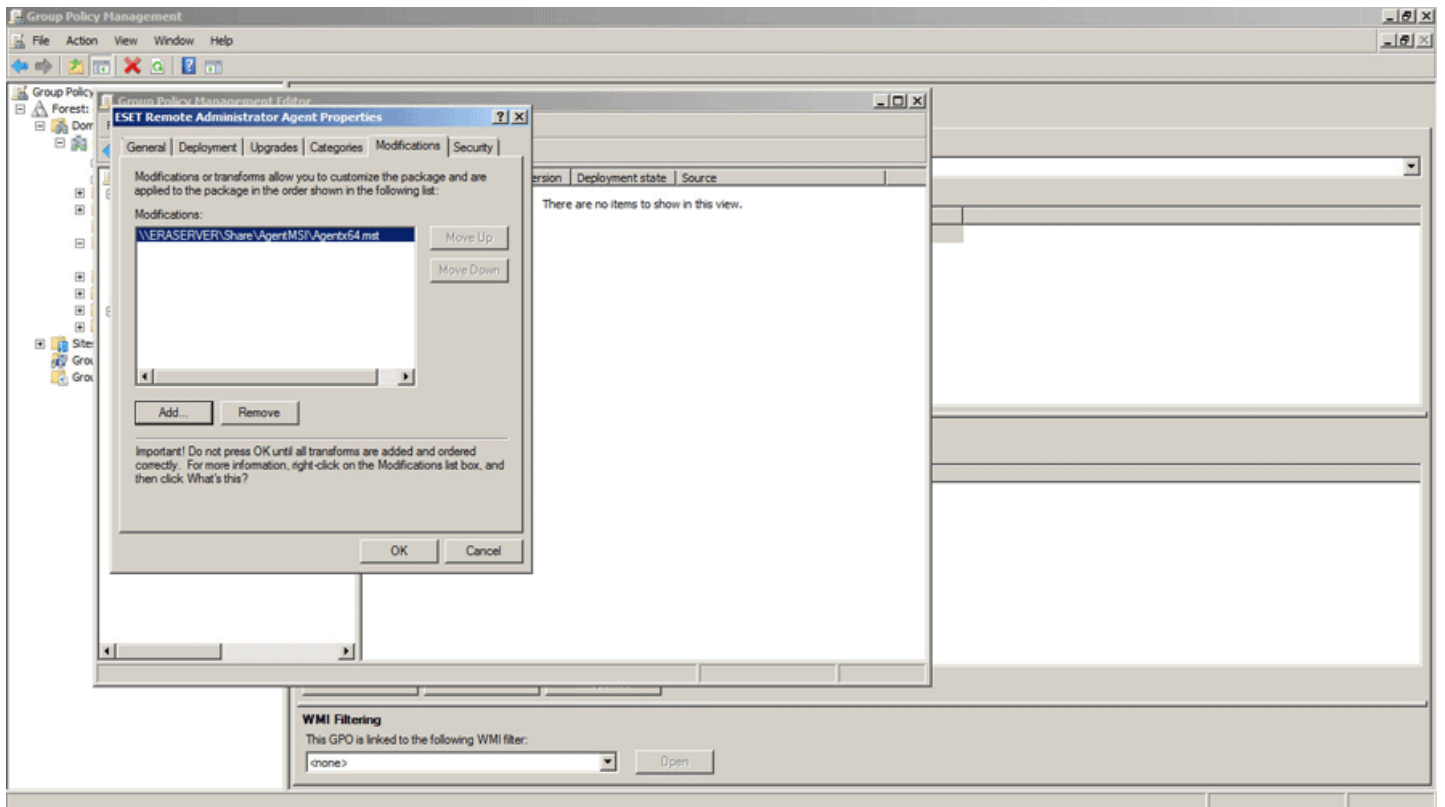 Group Policy Management
File Action View Window Help
Group Policy
Forest:
Dom
Sites
Grou
Grou
Group Policy Management Editor
ESET Remote Administrator Agent Properties
General Deployment Upgrades Categories Modifications Security
Modifications or transforms allow you to customize the package and are
applied to the package in the order shown in the following list:
Modifications:
\\ERASERVER\Share\AgentMSI\Agentx64.mst
Move Up
Move Down
Add...
Remove
Important! Do not press OK until all transforms are added and ordered
correctly. For more information, right-click on the Modifications list box, and
then click What's this?
OK
Cancel
ersion Deployment state Source
There are no items to show in this view.
WMI Filtering
This GPO is linked to the following WMI filter:
<none>
Open